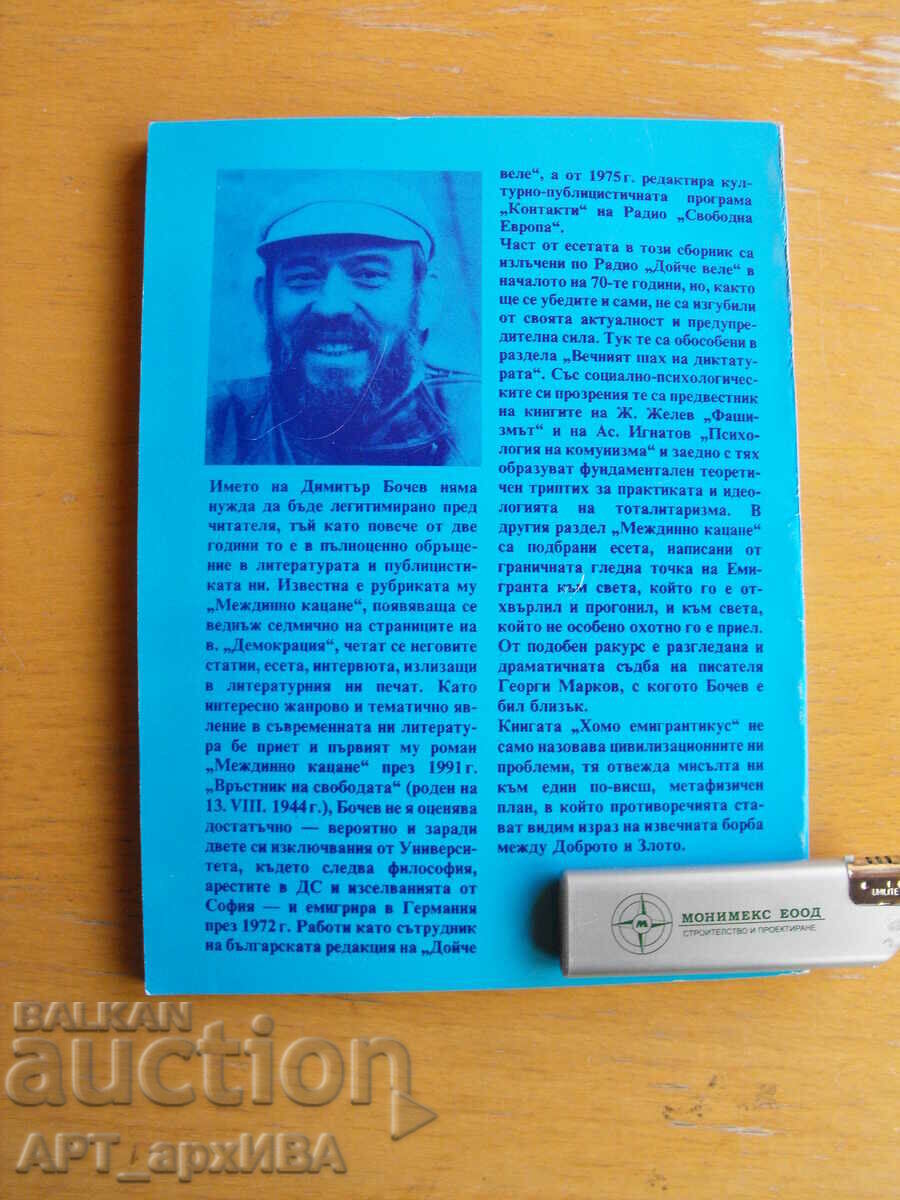 Името на Димитър Бочев няма
нужда да бъде легитимирано пред
читателя, тъй като повече от две
години то е в пълноценно обръще-
ние в литературата и публицисти-
ката ни. Известна е рубриката му
„Междинно кацане“, появяваща се
веднъж седмично на страниците на
в. „Демокрация“, четат се неговите
статии, есета, интервюта, излизащи
в литературния ни печат. Като
интересно жанрово и тематично яв-
ление в съвременната ни литерату-
ра бе приет и първият му роман
„Междинно кацане“ през 1991 г.
„Връстник на свободата“ (роден на
13. VIII. 1944 г.), Бочев не я оценява
достатъчно — вероятно и заради
двете си изключвания от Универси-
тета, където следва философия,
арестите в ДС и изселванията от
София — и емигрира в Германия
през 1972 г. Работи като сътрудник
на българската редакция на „Дойче
веле“, а от 1975 г. редактира кул-
турно-публицистичната програма
„Контакти“ на Радио „Свободна
Европа“.
Част от есетата в този сборник са
излъчени по Радио „Дойче веле“ в
началото на 70-те години, но, както
ще се убедите и сами, не са изгубили
от своята актуалност и предупре-
дителна сила. Тук те са обособени в
раздела „Вечният шах на диктату-
рата“. Със социално-психологичес-
ките си прозрения те са предвестник
на книгите на Ж. Желев „Фаши-
змът“ и на Ас. Игнатов „Психо-
логия на комунизма“ и заедно с тях
образуват фундаментален теорети-
чен триптих за практиката и идео-
логията на тоталитаризма. В
другия раздел „Междинно кацане“
са подбрани есета, написани от
граничната гледна точка на Еми-
гранта към света, който го е от-
хвърлил и прогонил, и към света,
който не особено охотно го е приел.
От подобен ракурс е разгледана и
драматичната съдба на писателя
Георги Марков, с когото Бочев е
бил близък.
Книгата „Хомо емигрантикус“ не
само назовава цивилизационните ни
проблеми, тя отвежда мисълта ни
към един по-висш, метафизичен
план, в който противоречията ста-
ват видим израз на извечната борба
между Доброто и Злото.
М
МОНИМЕКС ЕООД
СТРОИТЕЛСТВО И ПРОЕКТИРАНЕ
UNILITE
BALKAN
auction
АРТ_архИВА